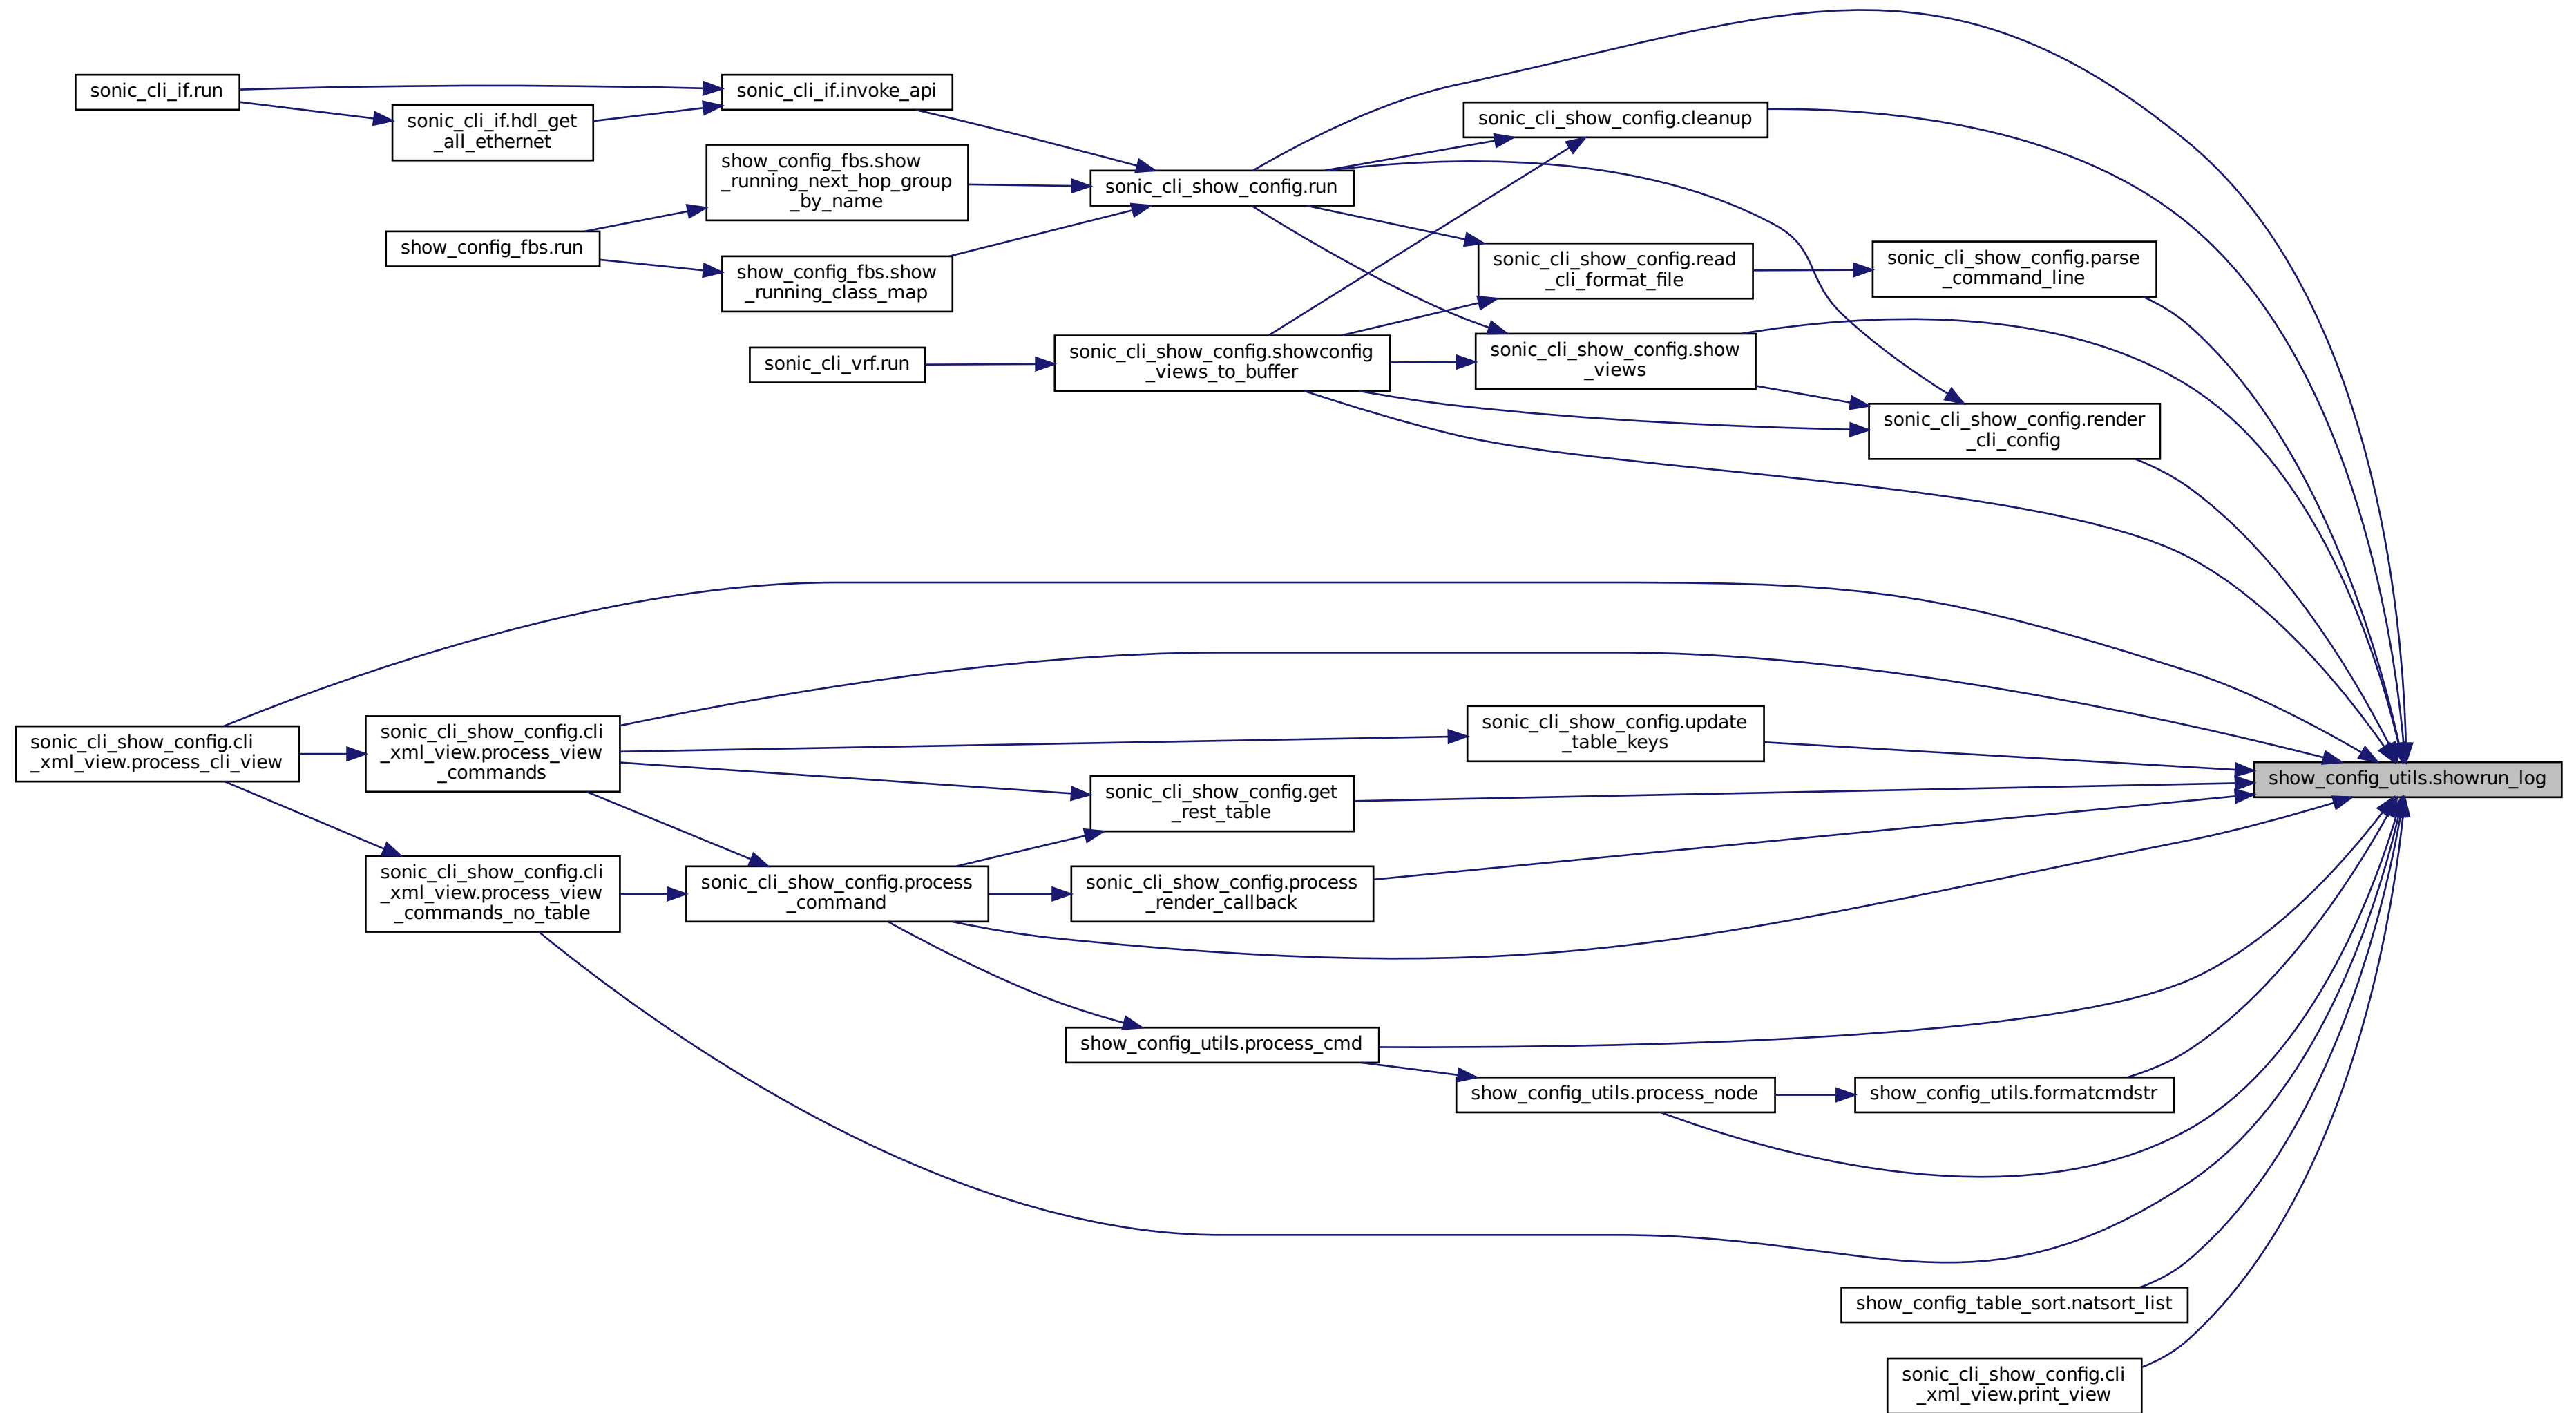 sonic_cli_if.run
sonic_cli_if.hdl_get
_all_ethernet
sonic_cli_if.invoke_api
show_config_fbs.show
_running_next_hop_group
_by_name
show_config_fbs.run
show_config_fbs.show
_running_class_map
sonic_cli_vrf.run
sonic_cli_show_config.run
sonic_cli_show_config.cleanup
sonic_cli_show_config.read
_cli_format_file
sonic_cli_show_config.parse
_command_line
sonic_cli_show_config.showconfig
_views_to_buffer
sonic_cli_show_config.show
_views
sonic_cli_show_config.render
_cli_config
sonic_cli_show_config.cli
_xml_view.process_cli_view
sonic_cli_show_config.cli
_xml_view.process_view
_commands
sonic_cli_show_config.update
_table_keys
show_config_utils.showrun_log
sonic_cli_show_config.get
_rest_table
sonic_cli_show_config.cli
_xml_view.process_view
_commands_no_table
sonic_cli_show_config.process
_command
sonic_cli_show_config.process
_render_callback
show_config_utils.process_cmd
show_config_utils.process_node
show_config_utils.formatcmdstr
show_config_table_sort.natsort_list
sonic_cli_show_config.cli
_xml_view.print_view